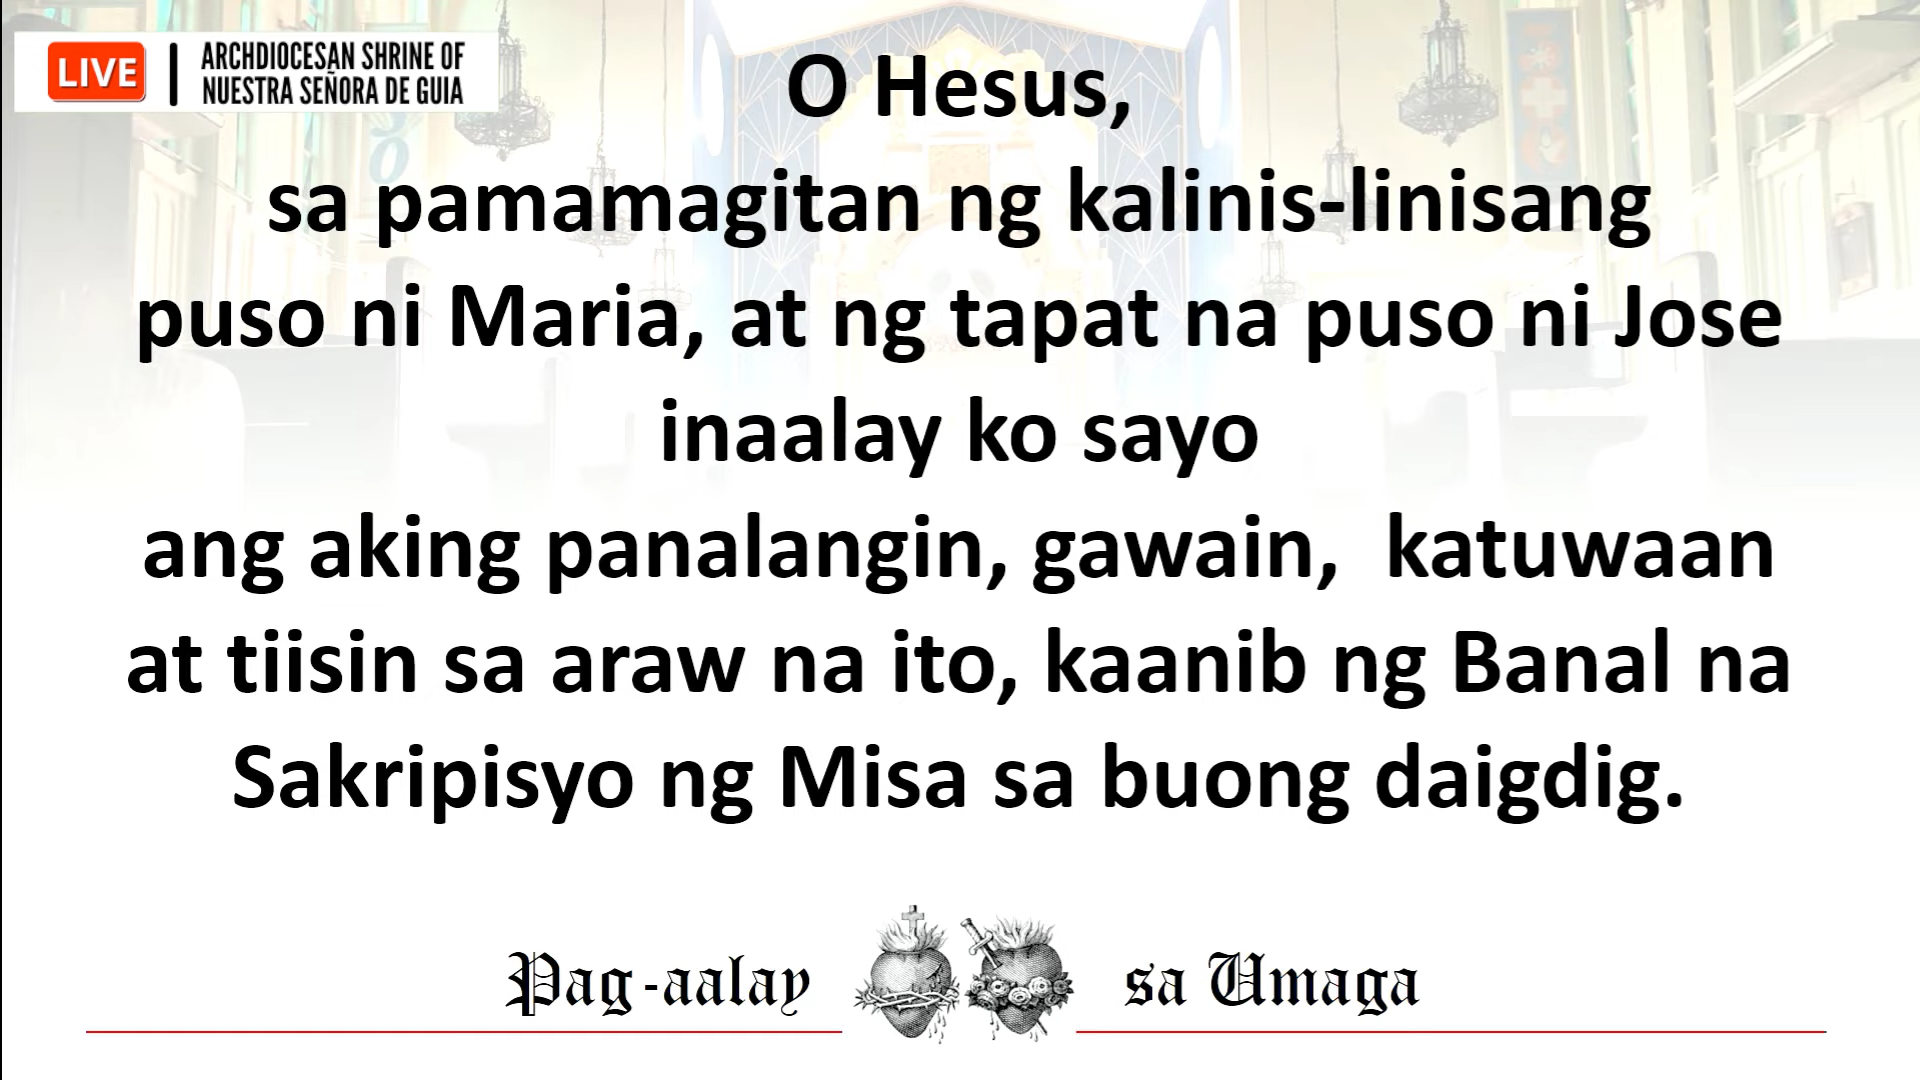 LIVE
ARCHDIOCESAN SHRINE OF
NUESTRA SEÑORA DE GUIA
O Hesus,
sa pamamagitan ng kalinis-linisang
puso ni Maria, at ng tapat na puso ni Jose
inaalay ko sayo
ang aking panalangin, gawain,  katuwaan
at tiisin sa araw na ito, kaanib ng Banal na
Sakripisyo ng Misa sa buong daigdig.
Pag-aalay sa Umaga